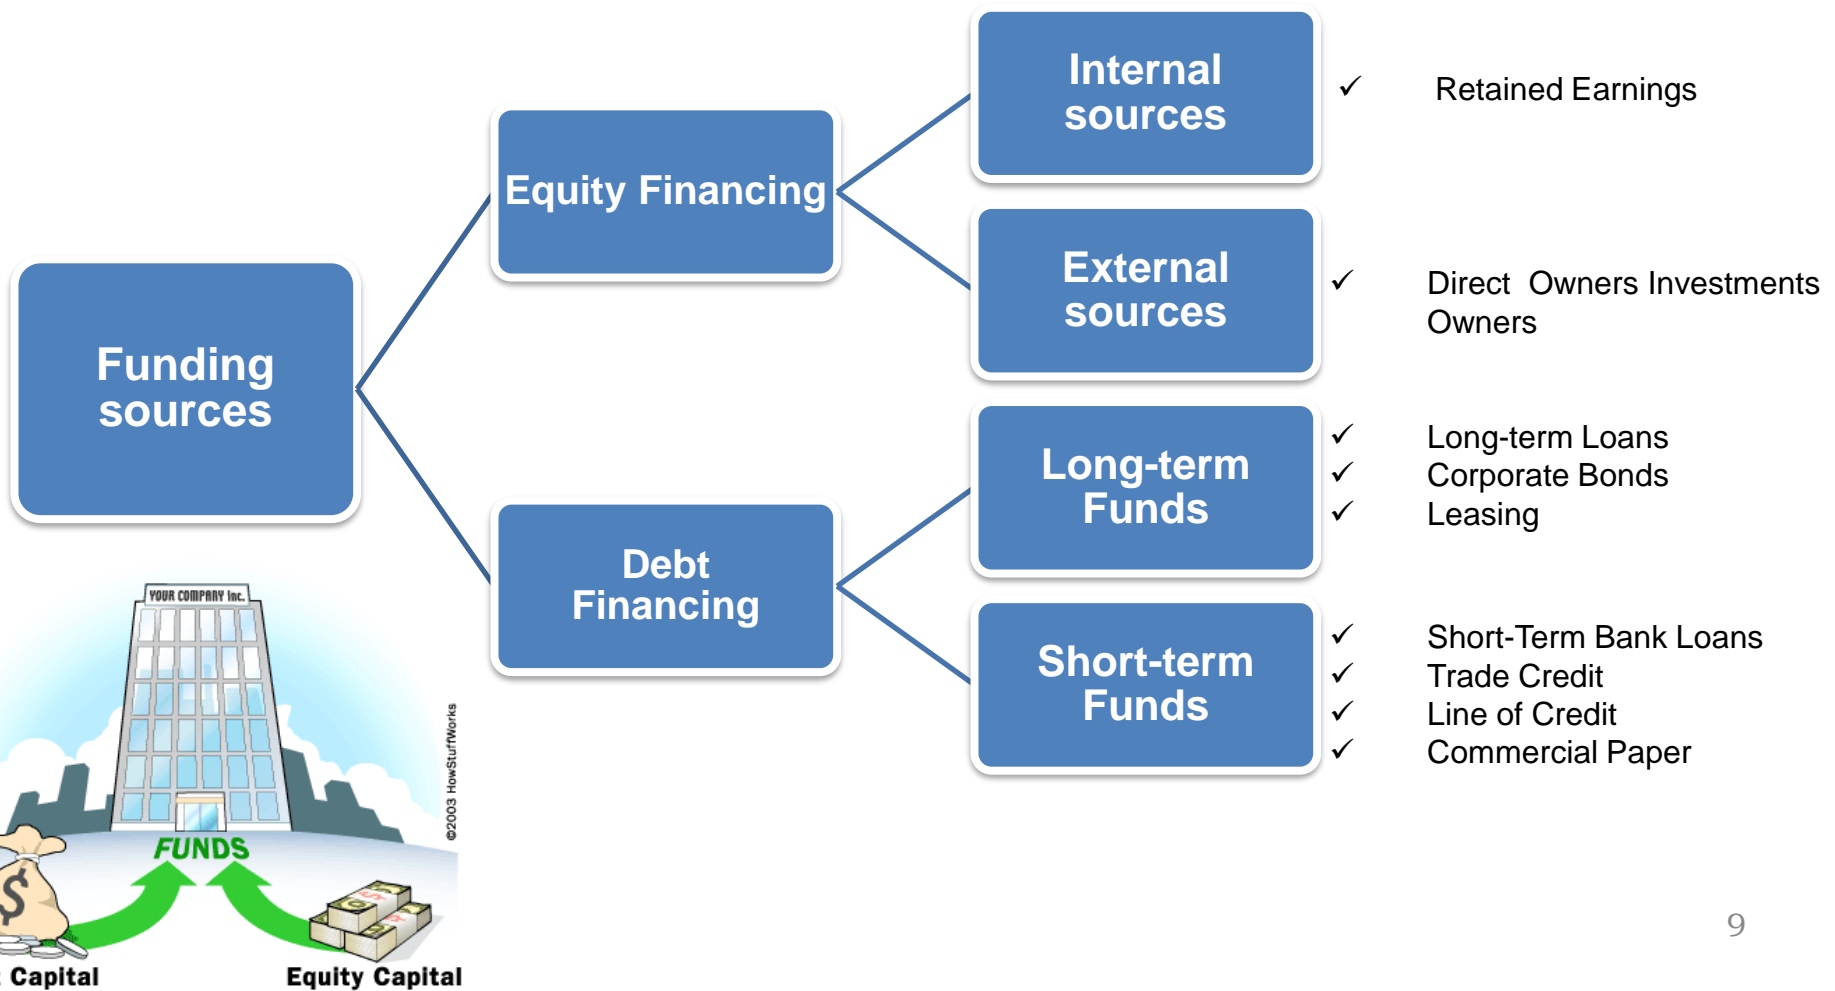 Funding
sources
Equity Financing
Debt
Financing
Internal
sources
External
sources
Long-term
Funds
Short-term
Funds
✓ Retained Earnings
✓ Direct  Owners Investments
Owners
✓ Long-term Loans
✓ Corporate Bonds
✓ Leasing
✓ Short-Term Bank Loans
✓ Trade Credit
✓ Line of Credit
✓ Commercial Paper
YOUR COMPANY Inc.
©2003 HowStuffWorks
FUNDS
$
Capital
Equity Capital
9